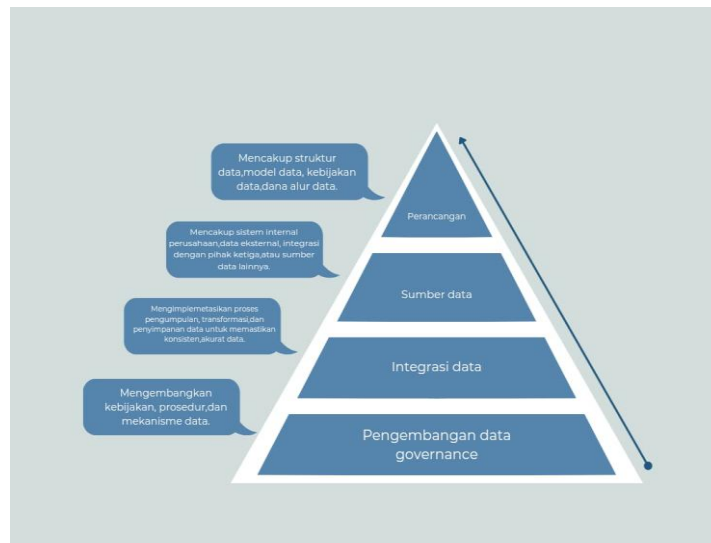 Mencakup struktur
data,model data, kebijakan
data,dana alur data.
Perancangan
Mencakup sistem internal
perusahaan,data eksternal, integrasi
dengan pihak ketiga,atau sumber
data lainnya.
Sumber data
Mengimplemetasikan proses
pengumpulan, transformasi,dan
penyimpanan data untuk memastikan
konsisten,akurat data.
Integrasi data
Mengembangkan
kebijakan, prosedur,dan
mekanisme data.
Pengembangan data
governance